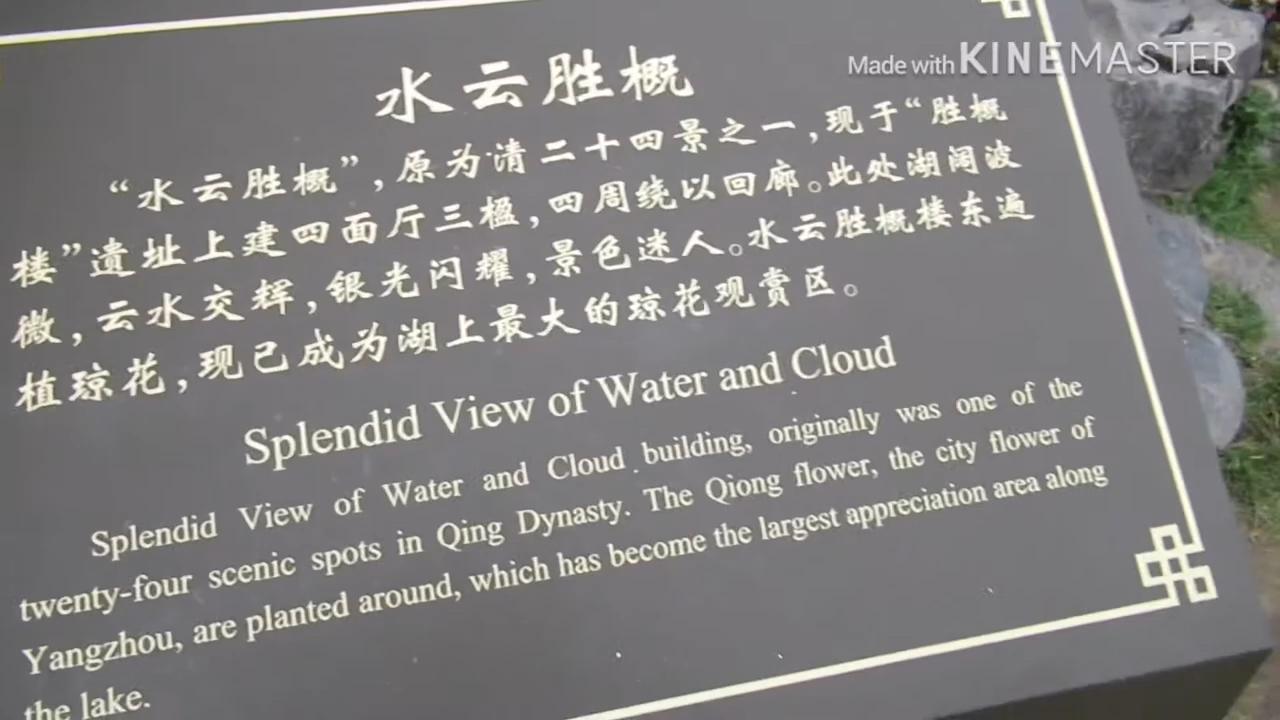 Made with KINEMASTER
水云胜概
“水云胜概”,原为清二十四景之一,现于“胜概
楼”遗址上建四面厅三楹,四周绕以回廊。此处湖阔波
微,云水交辉,银光闪耀,景色迷人。水云胜概楼东遍
植琼花,现已成为湖上最大的琼花观赏区。
Splendid View of Water and Cloud
Splendid View of Water and Cloud building, originally was one of the
twenty-four scenic spots in Qing Dynasty. The Qiong flower, the city flower of
Yangzhou, are planted around, which has become the largest appreciation area along
the lake.